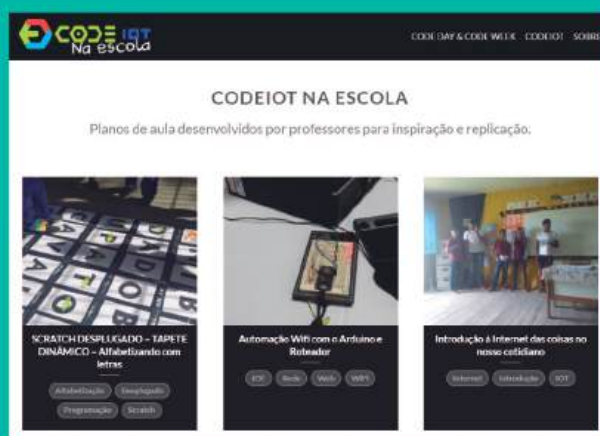 CODE IOT
Na escola
CODE DAY & CODE WEEK CODEIOT SOBRE
CODEIOT NA ESCOLA
Planos de aula desenvolvidos por professores para inspiração e replicação.
SCRATCH DESPLUGADO – TAPETE
DINÂMICO – Alfabetizando com
letras
Alfabetização Desplugado
Programação Scratch
Automação Wifi com o Arduino e
Roteador
IOT Rede Web WIFI
Introdução à Internet das coisas no
nosso cotidiano
Internet Introdução IOT